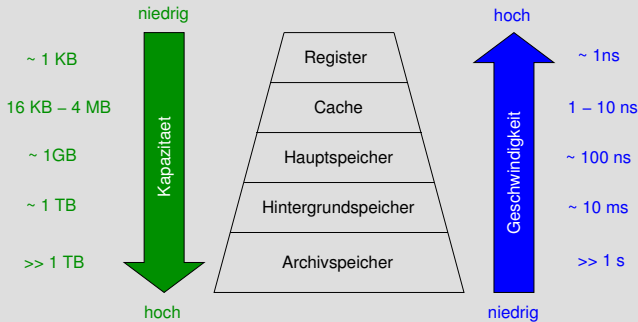 niedrig
hoch
~ 1 KB
Register
~ 1ns
16 KB – 4 MB
Cache
1 – 10 ns
Kapazitaet
~ 1GB
Hauptspeicher
~ 100 ns
Geschwindigkeit
~ 1 TB
Hintergrundspeicher
~ 10 ms
>> 1 TB
Archivspeicher
>> 1 s
hoch
niedrig